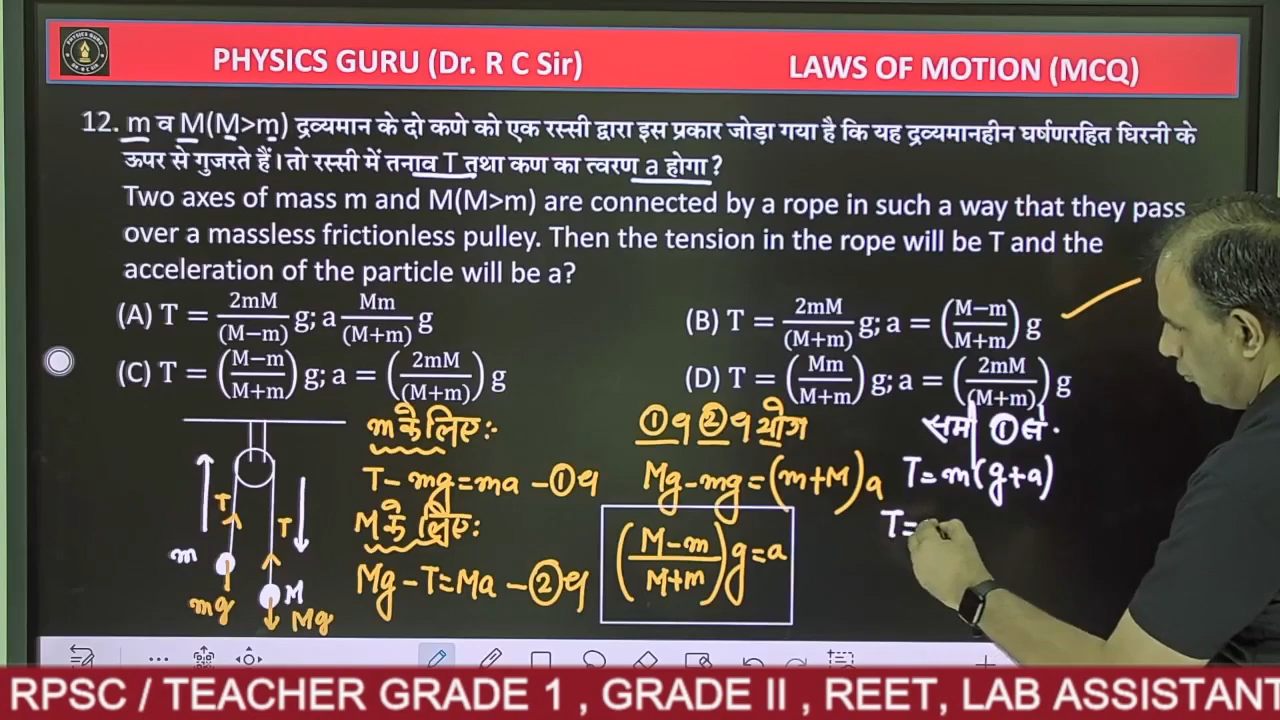 PHYSICS GURU (Dr. R C Sir) LAWS OF MOTION (MCQ)
12. m व M(M>m) द्रव्यमान के दो कणे को एक रस्सी द्वारा इस प्रकार जोड़ा गया है कि यह द्रव्यमानहीन घर्षणरहित घिरनी के
ऊपर से गुजरते हैं। तो रस्सी में तनाव T तथा कण का त्वरण a होगा?
Two axes of mass m and M(M>m) are connected by a rope in such a way that they pass
over a massless frictionless pulley. Then the tension in the rope will be T and the
acceleration of the particle will be a?
(A) T = 2mM/(M−m) g; a Mm/(M+m) g
(B) T = 2mM/(M+m) g; a = (M−m/M+m) g
(C) T = (M−m/M+m) g; a = (2mM/(M+m)) g
(D) T = (Mm/M+m) g; a = (2mM/(M+m)) g
m के लिए:
T - mg = ma - ① थ
M के लिए:
Mg - T = Ma - ② थ
① व ② व योग
Mg - mg = (m+M) a
(M-m/M+m) g = a
समी ① से
T = m(g+a)
T =
T
T
m
M
mg
Mg
RPSC / TEACHER GRADE 1 , GRADE II , REET, LAB ASSISTANT